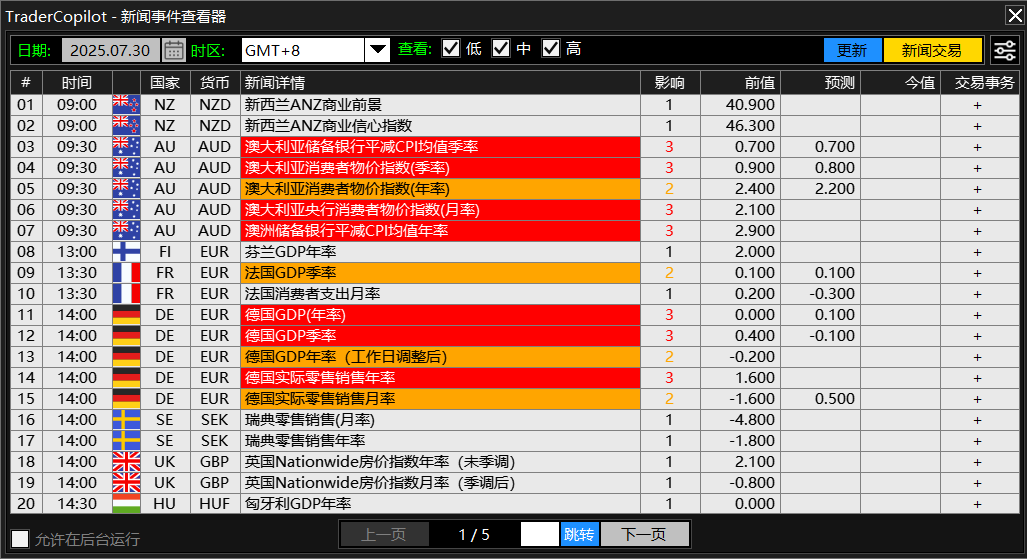 TraderCopilot - 新闻事件查看器
日期: 2025.07.30 时区: GMT+8 查看: 低 中 高 更新 新闻交易
# 时间 国家 货币 新闻详情 影响 前值 预测 今值 交易事务
01 09:00 NZ NZD 新西兰ANZ商业前景 1 40.900 +
02 09:00 NZ NZD 新西兰ANZ商业信心指数 1 46.300 +
03 09:30 AU AUD 澳大利亚储备银行平减CPI均值季率 3 0.700 0.700 +
04 09:30 AU AUD 澳大利亚消费者物价指数(季率) 3 0.900 0.800 +
05 09:30 AU AUD 澳大利亚消费者物价指数(年率) 2 2.400 2.200 +
06 09:30 AU AUD 澳大利亚央行消费者物价指数(月率) 3 2.100 +
07 09:30 AU AUD 澳洲储备银行平减CPI均值年率 3 2.900 +
08 13:00 FI EUR 芬兰GDP年率 1 2.000 +
09 13:30 FR EUR 法国GDP季率 2 0.100 0.100 +
10 13:30 FR EUR 法国消费者支出月率 1 0.200 -0.300 +
11 14:00 DE EUR 德国GDP(年率) 3 0.000 0.100 +
12 14:00 DE EUR 德国GDP季率 3 0.400 -0.100 +
13 14:00 DE EUR 德国GDP年率（工作日调整后） 2 -0.200 +
14 14:00 DE EUR 德国实际零售销售年率 3 1.600 +
15 14:00 DE EUR 德国实际零售销售月率 2 -1.600 0.500 +
16 14:00 SE SEK 瑞典零售销售(月率) 1 -4.800 +
17 14:00 SE SEK 瑞典零售销售年率 1 -1.800 +
18 14:00 UK GBP 英国Nationwide房价指数年率（未季调） 1 2.100 +
19 14:00 UK GBP 英国Nationwide房价指数月率（季调后） 1 -0.800 +
20 14:30 HU HUF 匈牙利GDP年率 1 0.000 +
允许在后台运行 上一页 1 / 5 跳转 下一页